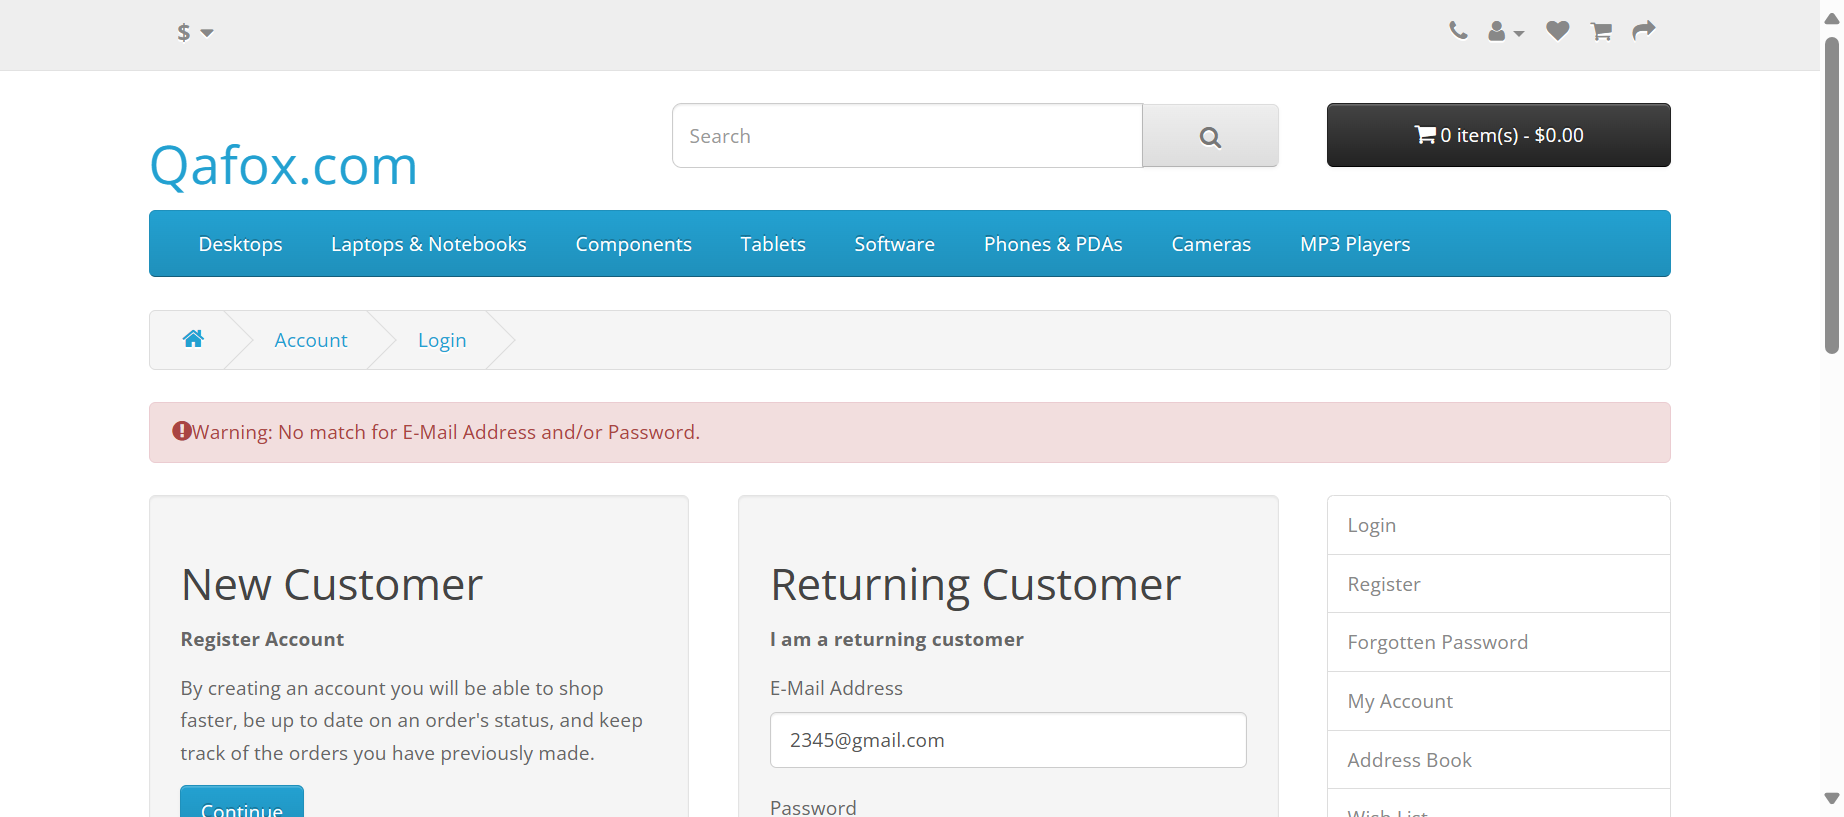 $
Search
0 item(s) - $0.00
Qafox.com
Desktops Laptops & Notebooks Components Tablets Software Phones & PDAs Cameras MP3 Players
Account Login
Warning: No match for E-Mail Address and/or Password.
New Customer
Register Account
By creating an account you will be able to shop
faster, be up to date on an order's status, and keep
track of the orders you have previously made.
Continue
Returning Customer
I am a returning customer
E-Mail Address
2345@gmail.com
Password
Login
Register
Forgotten Password
My Account
Address Book
Wish List